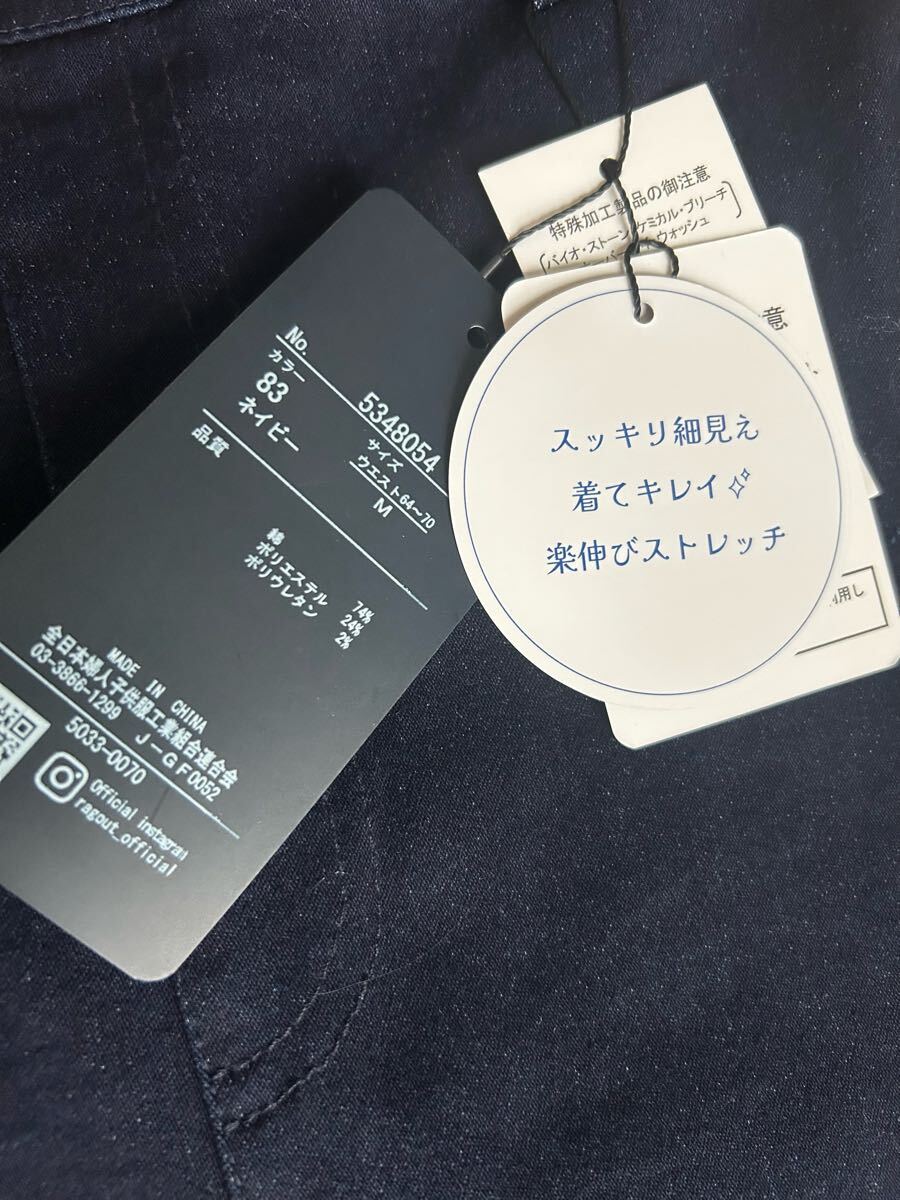 No. 5348054
カラー サイズ
83 ウエスト64〜70
ネイビー M
品質
綿 74%
ポリエステル 24%
ポリウレタン 2%
MADE IN CHINA
全日本婦人子供服工業組合連合会
03-3866-1299 J-GF0052
5033-0070
Official instagram
ragout_official
特殊加工製品の御注意
バイオ・ストーン ケミカル・ブリーチ
ウォッシュ
意
用し
スッキリ細見え
着てキレイ
楽伸びストレッチ